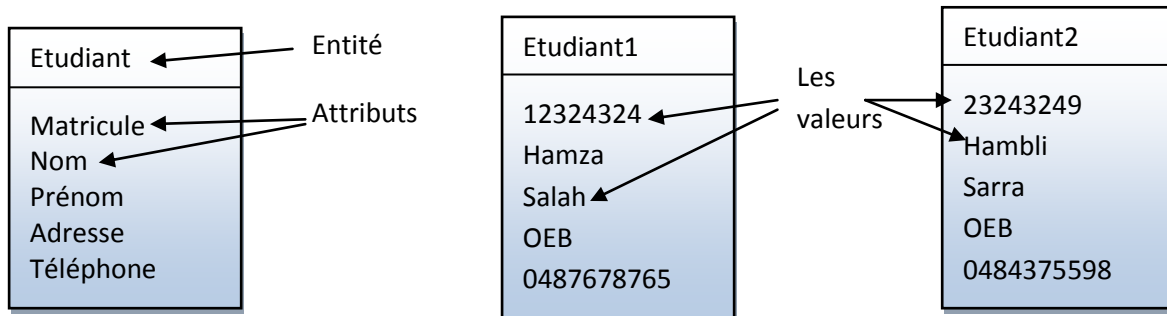 Etudiant
Matricule
Nom
Prénom
Adresse
Téléphone
Entité
Attributs
Etudiant1
12324324
Hamza
Salah
OEB
0487678765
Les
valeurs
Etudiant2
23243249
Hambli
Sarra
OEB
0484375598